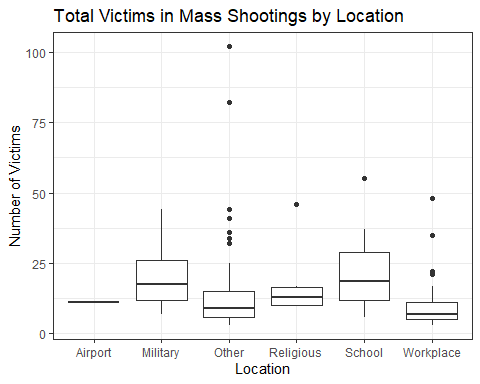 Total Victims in Mass Shootings by Location
100
75
50
25
0
Number of Victims
Airport Military Other Religious School Workplace
Location